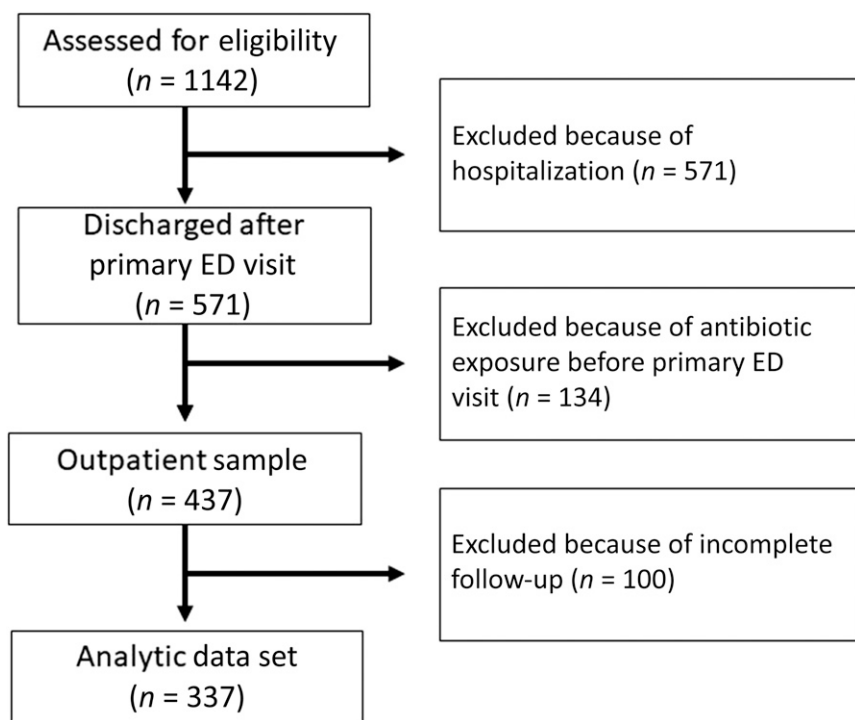 Assessed for eligibility
(n = 1142)
Excluded because of
hospitalization (n = 571)
Discharged after
primary ED visit
(n = 571)
Excluded because of antibiotic
exposure before primary ED
visit (n = 134)
Outpatient sample
(n = 437)
Excluded because of incomplete
follow-up (n = 100)
Analytic data set
(n = 337)